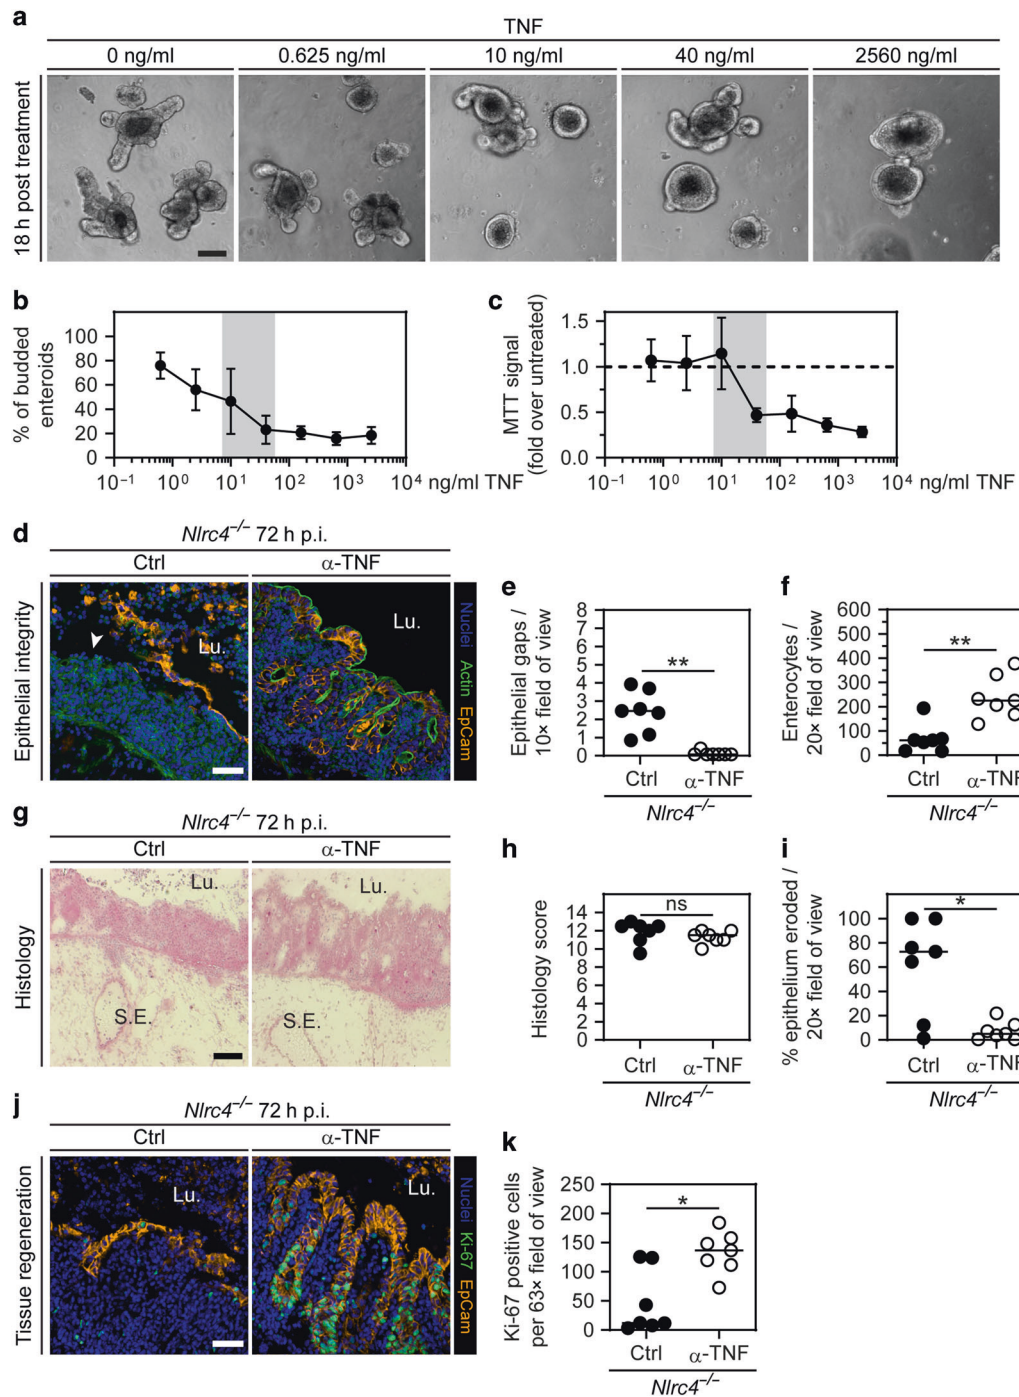 a
TNF
0 ng/ml
0.625 ng/ml
10 ng/ml
40 ng/ml
2560 ng/ml
18 h post treatment
b
% of budded
enteroids
100
80
60
40
20
0
10⁻¹ 10⁰ 10¹ 10² 10³ 10⁴ ng/ml TNF
c
MTT signal
(fold over untreated)
1.5
1.0
0.5
0.0
10⁻¹ 10⁰ 10¹ 10² 10³ 10⁴ ng/ml TNF
d
Nlrc4⁻/⁻ 72 h p.i.
Ctrl
α-TNF
Epithelial integrity
Lu.
Lu.
Nuclei Actin EpCam
e
Epithelial gaps /
10× field of view
8
7
6
5
4
3
2
1
0
**
Ctrl α-TNF
Nlrc4⁻/⁻
f
Enterocytes /
20× field of view
600
500
400
300
200
100
0
**
Ctrl α-TNF
Nlrc4⁻/⁻
g
Nlrc4⁻/⁻ 72 h p.i.
Ctrl
α-TNF
Histology
Lu.
S.E.
Lu.
S.E.
h
Histology score
14
12
10
8
6
4
2
0
ns
Ctrl α-TNF
Nlrc4⁻/⁻
i
% epithelium eroded /
20× field of view
100
80
60
40
20
0
*
Ctrl α-TNF
Nlrc4⁻/⁻
j
Nlrc4⁻/⁻ 72 h p.i.
Ctrl
α-TNF
Tissue regeneration
Lu.
Lu.
Nuclei Ki-67 EpCam
k
Ki-67 positive cells
per 63× field of view
250
200
150
100
50
0
*
Ctrl α-TNF
Nlrc4⁻/⁻